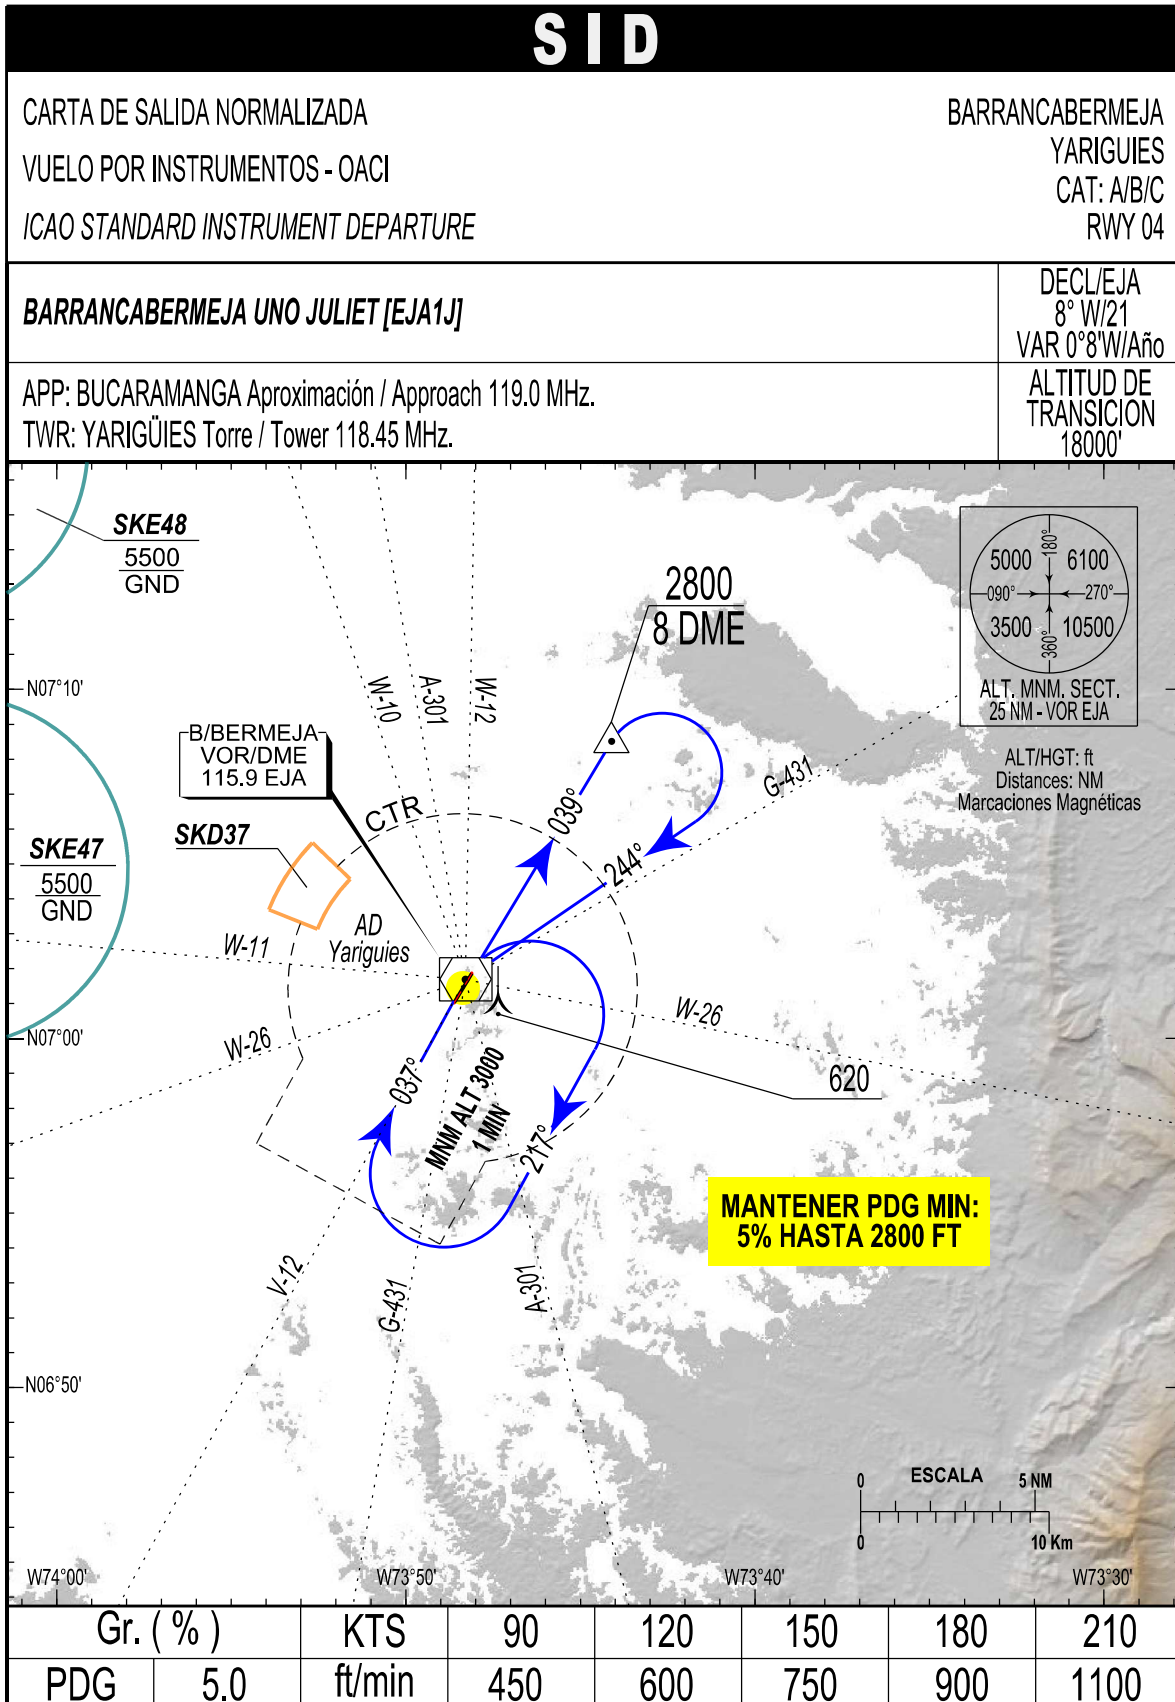 SID
CARTA DE SALIDA NORMALIZADA
VUELO POR INSTRUMENTOS - OACI
ICAO STANDARD INSTRUMENT DEPARTURE
BARRANCABERMEJA
YARIGUIES
CAT: A/B/C
RWY 04
BARRANCABERMEJA UNO JULIET [EJA1J]
DECL/EJA
8° W/21
VAR 0°8'W/Año
APP: BUCARAMANGA Aproximación / Approach 119.0 MHz.
TWR: YARIGÜIES Torre / Tower 118.45 MHz.
ALTITUD DE
TRANSICION
18000'
SKE48
5500
GND
2800
8 DME
5000
180°
6100
090°
270°
3500
360°
10500
ALT. MNM. SECT.
25 NM - VOR EJA
ALT/HGT: ft
Distances: NM
Marcaciones Magnéticas
N07°10'
W-10
A-301
W-12
B/BERMEJA
VOR/DME
115.9 EJA
G-431
CTR
039°
SKD37
SKE47
5500
GND
244°
AD
Yariguies
W-11
W-26
N07°00'
W-26
620
037°
MNM ALT 3000
1 MIN
217°
MANTENER PDG MIN:
5% HASTA 2800 FT
V-12
G-431
A-301
N06°50'
ESCALA
0
5 NM
0
10 Km
W74°00'
W73°50'
W73°40'
W73°30'
Gr. ( % ) KTS 90 120 150 180 210
PDG 5.0 ft/min 450 600 750 900 1100